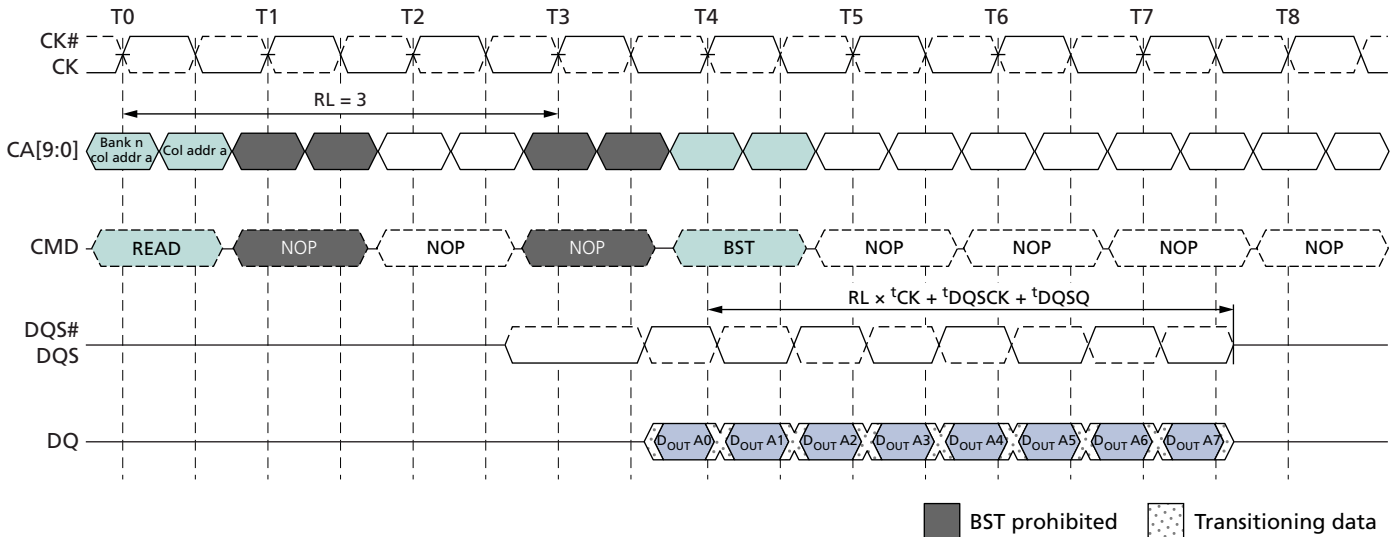 T0 T1 T2 T3 T4 T5 T6 T7 T8
CK#
CK
RL = 3
CA[9:0]
Bank n
col addr a
Col addr a
CMD
READ NOP NOP NOP BST NOP NOP NOP NOP
RL × tCK + tDQSCK + tDQSQ
DQS#
DQS
DQ
DOUT A0 DOUT A1 DOUT A2 DOUT A3 DOUT A4 DOUT A5 DOUT A6 DOUT A7
BST prohibited Transitioning data